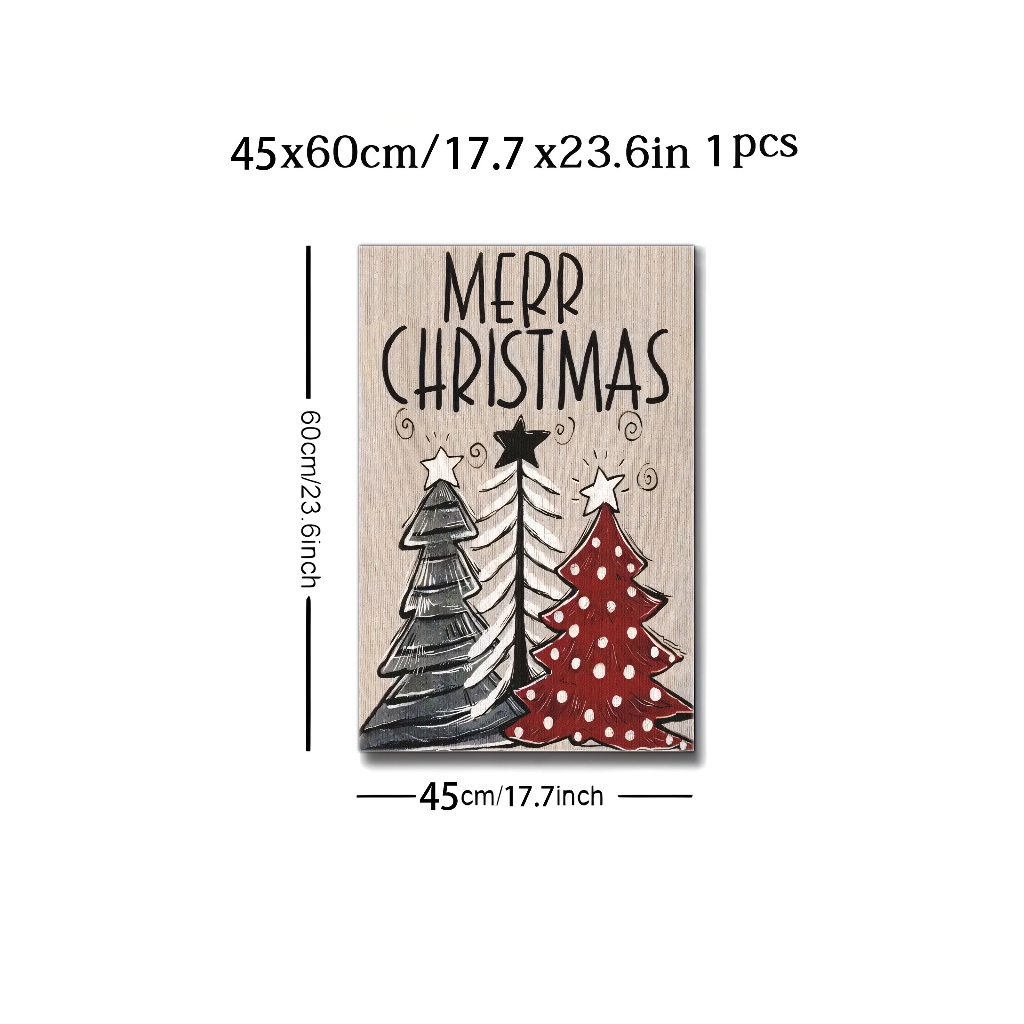 45x60cm/17.7 x23.6in 1pcs
MERR
CHRISTMAS
60cm/23.6inch
45cm/17.7inch